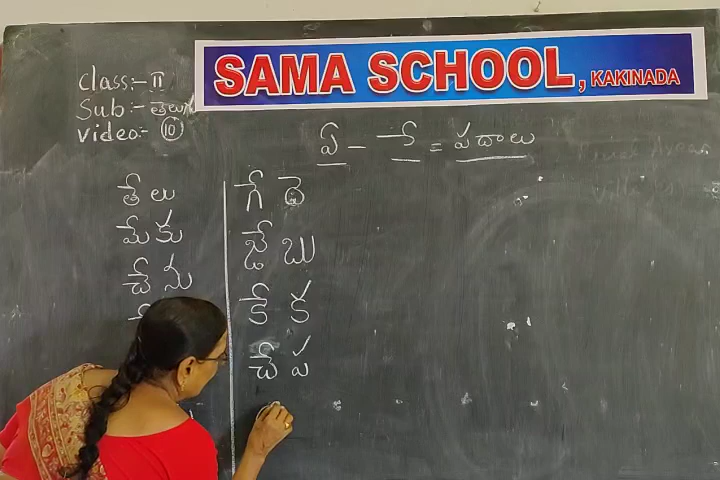 SAMA SCHOOL, KAKINADA
class:- II
Sub:- తెలుగు
video:- 10
ఏ - ే = పదాలు
తేలు
మేకు
చేను
గేదె
జేబు
కేక
చేప